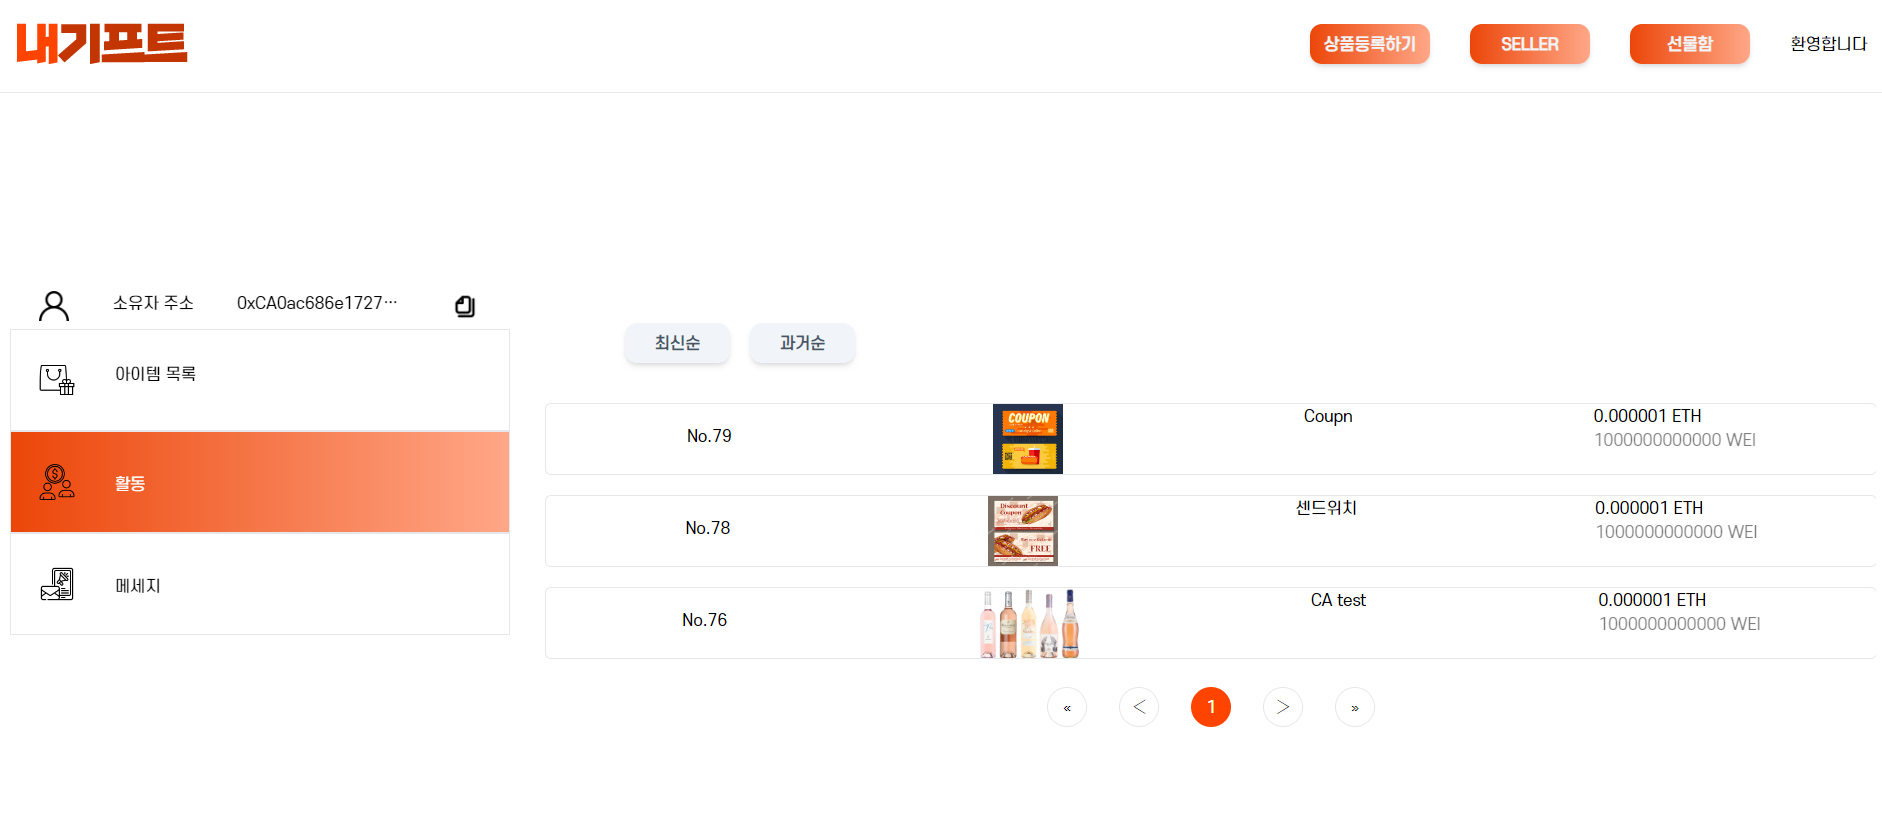 내기프트
상품등록하기
SELLER
선물함
환영합니다
소유자 주소 0xCA0ac686e1727…
아이템 목록
활동
메세지
최신순 과거순
No.79
COUPON
Coupn
0.000001 ETH
1000000000000 WEI
No.78
Discount
Coupon
FREE
센드위치
0.000001 ETH
1000000000000 WEI
No.76
CA test
0.000001 ETH
1000000000000 WEI
« < 1 > »